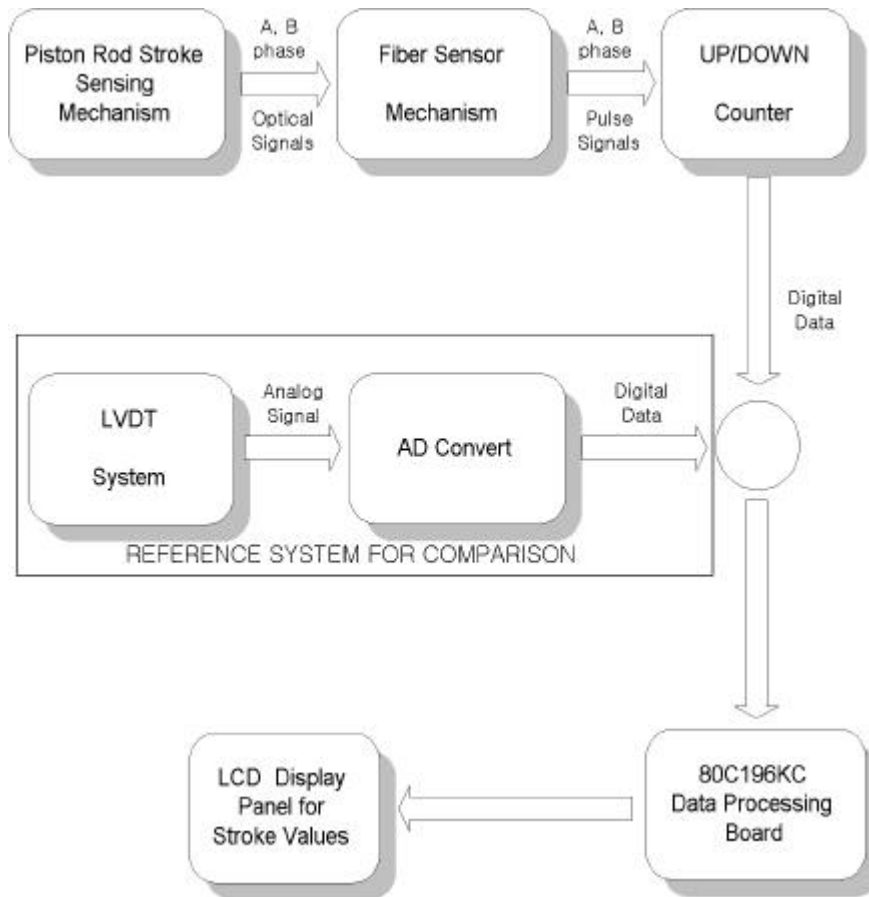 Piston Rod Stroke
Sensing
Mechanism
A, B
phase
Optical
Signals
Fiber Sensor
Mechanism
A, B
phase
Pulse
Signals
UP/DOWN
Counter
Digital
Data
LVDT
System
Analog
Signal
AD Convert
Digital
Data
REFERENCE SYSTEM FOR COMPARISON
LCD Display
Panel for
Stroke Values
80C196KC
Data Processing
Board